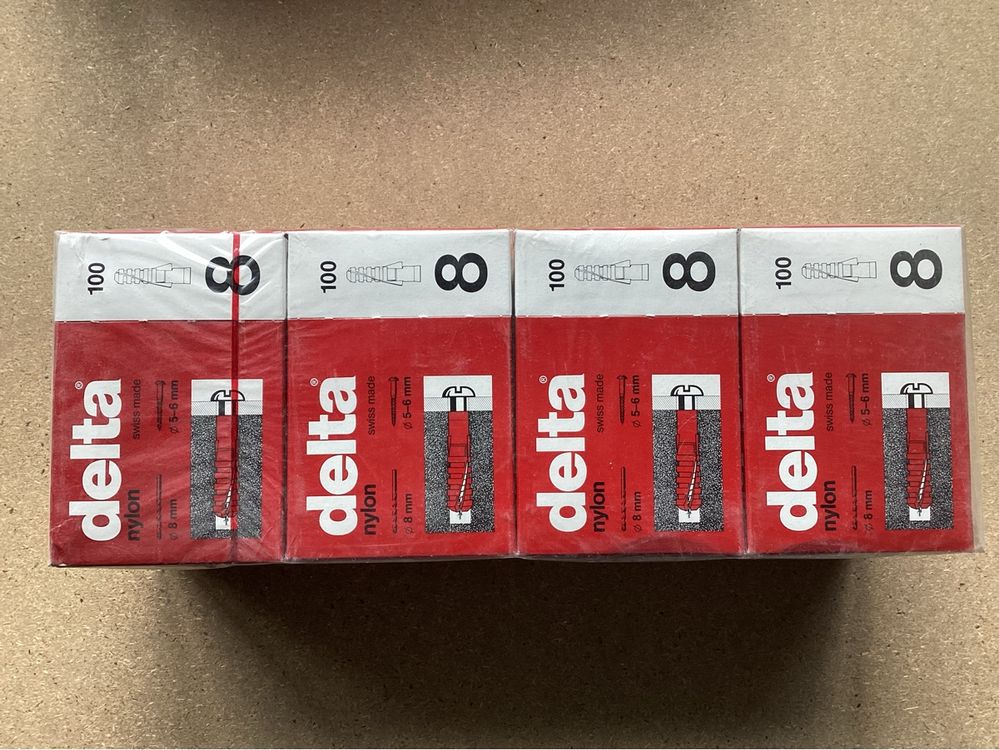 100
8
delta®
nylon
swiss made
⌀ 8 mm
⌀ 5-6 mm
100
8
delta®
nylon
swiss made
⌀ 8 mm
⌀ 5-6 mm
100
8
delta®
nylon
swiss made
⌀ 8 mm
⌀ 5-6 mm
100
8
delta®
nylon
swiss made
⌀ 8 mm
⌀ 5-6 mm